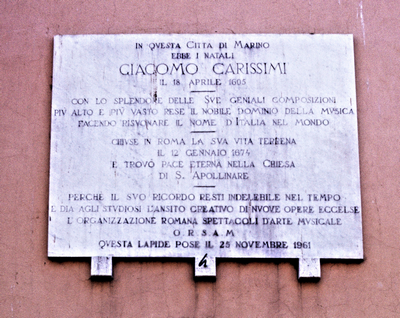 IN QVESTA CITTA DI MARINO
EBBE I NATALI
GIACOMO CARISSIMI
IL 18 APRILE 1605
CON LO SPLENDORE DELLE SVE GENIALI COMPOSIZIONI
PIV ALTO E PIV VASTO RESE IL NOBILE DOMINIO DELLA MVSICA
FACENDO RISVONARE IL NOME D'ITALIA NEL MONDO
CHIVSE IN ROMA LA SVA VITA TERRENA
IL 12 GENNAIO 1674
E TROVÒ PACE ETERNA NELLA CHIESA
DI S. APOLLINARE
PERCHÈ IL SVO RICORDO RESTI INDELEBILE NEL TEMPO
E DIA AGLI STVDIOSI L'ANSITO CREATIVO DI NVOVE OPERE ECCELSE
L'ORGANIZZAZIONE ROMANA SPETTACOLI D'ARTE MVSICALE
O.R.S.A.M
QVESTA LAPIDE POSE IL 25 NOVEMBRE 1961